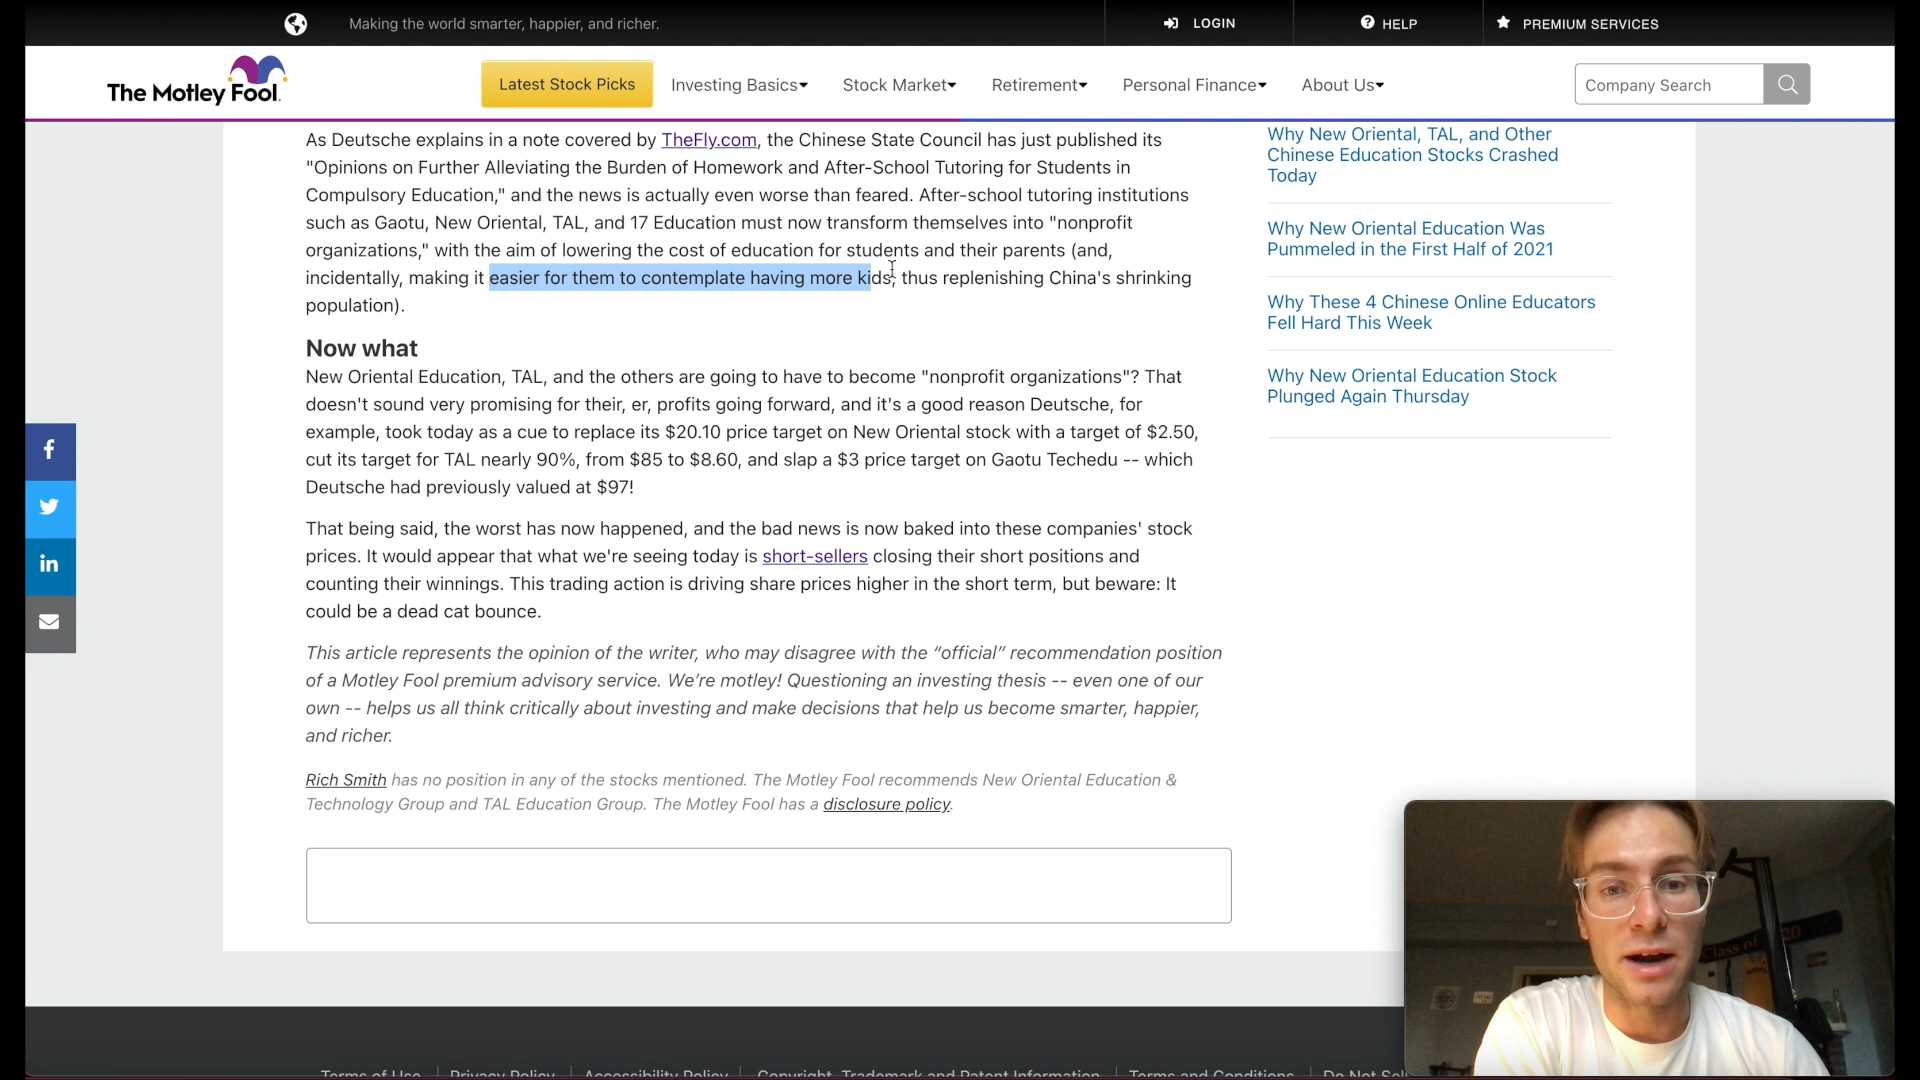 Making the world smarter, happier, and richer.
LOGIN
HELP
PREMIUM SERVICES
The Motley Fool.
Latest Stock Picks
Investing Basics
Stock Market
Retirement
Personal Finance
About Us
Company Search
As Deutsche explains in a note covered by TheFly.com, the Chinese State Council has just published its
"Opinions on Further Alleviating the Burden of Homework and After-School Tutoring for Students in
Compulsory Education," and the news is actually even worse than feared. After-school tutoring institutions
such as Gaotu, New Oriental, TAL, and 17 Education must now transform themselves into "nonprofit
organizations," with the aim of lowering the cost of education for students and their parents (and,
incidentally, making it easier for them to contemplate having more kids, thus replenishing China's shrinking
population).
Now what
New Oriental Education, TAL, and the others are going to have to become "nonprofit organizations"? That
doesn't sound very promising for their, er, profits going forward, and it's a good reason Deutsche, for
example, took today as a cue to replace its $20.10 price target on New Oriental stock with a target of $2.50,
cut its target for TAL nearly 90%, from $85 to $8.60, and slap a $3 price target on Gaotu Techedu -- which
Deutsche had previously valued at $97!
That being said, the worst has now happened, and the bad news is now baked into these companies' stock
prices. It would appear that what we're seeing today is short-sellers closing their short positions and
counting their winnings. This trading action is driving share prices higher in the short term, but beware: It
could be a dead cat bounce.
This article represents the opinion of the writer, who may disagree with the “official” recommendation position
of a Motley Fool premium advisory service. We’re motley! Questioning an investing thesis -- even one of our
own -- helps us all think critically about investing and make decisions that help us become smarter, happier,
and richer.
Rich Smith has no position in any of the stocks mentioned. The Motley Fool recommends New Oriental Education &
Technology Group and TAL Education Group. The Motley Fool has a disclosure policy.
Why New Oriental, TAL, and Other
Chinese Education Stocks Crashed
Today
Why New Oriental Education Was
Pummeled in the First Half of 2021
Why These 4 Chinese Online Educators
Fell Hard This Week
Why New Oriental Education Stock
Plunged Again Thursday
f
in
Class of 20
Terms of Use
Privacy Policy
Accessibility Policy
Copyright, Trademark and Patent Information
Terms and Conditions
Do Not Sell